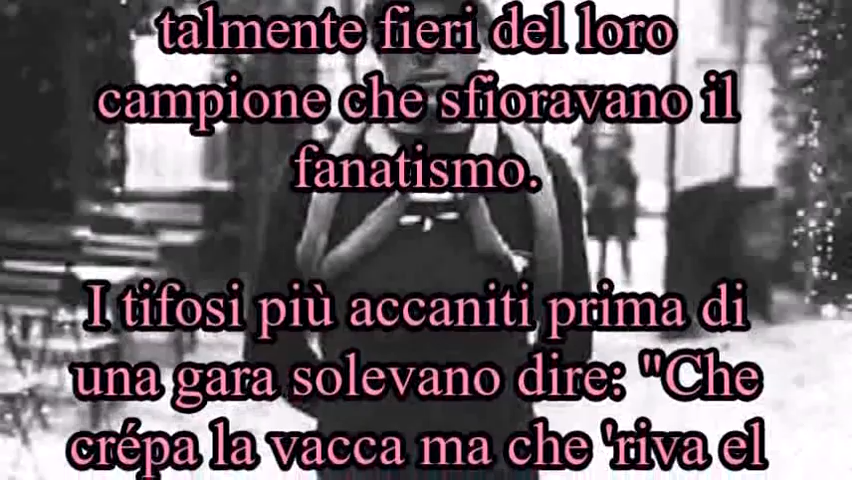 talmente fieri del loro
campione che sfioravano il
fanatismo.
I tifosi più accaniti prima di
una gara solevano dire: "Che
crépa la vacca ma che 'riva el